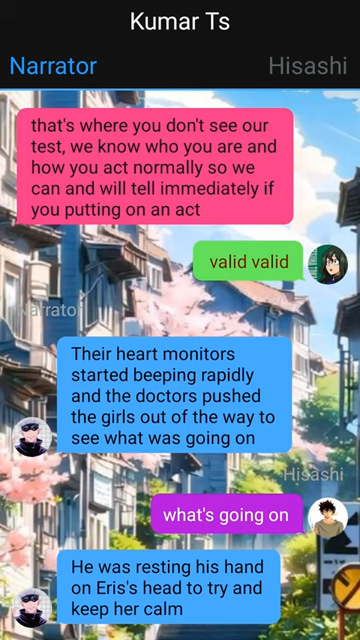 Kumar Ts
Narrator Hisashi
that's where you don't see our
test, we know who you are and
how you act normally so we
can and will tell immediately if
you putting on an act
valid valid
Narrator
Their heart monitors
started beeping rapidly
and the doctors pushed
the girls out of the way to
see what was going on
Hisashi
what's going on
He was resting his hand
on Eris's head to try and
keep her calm